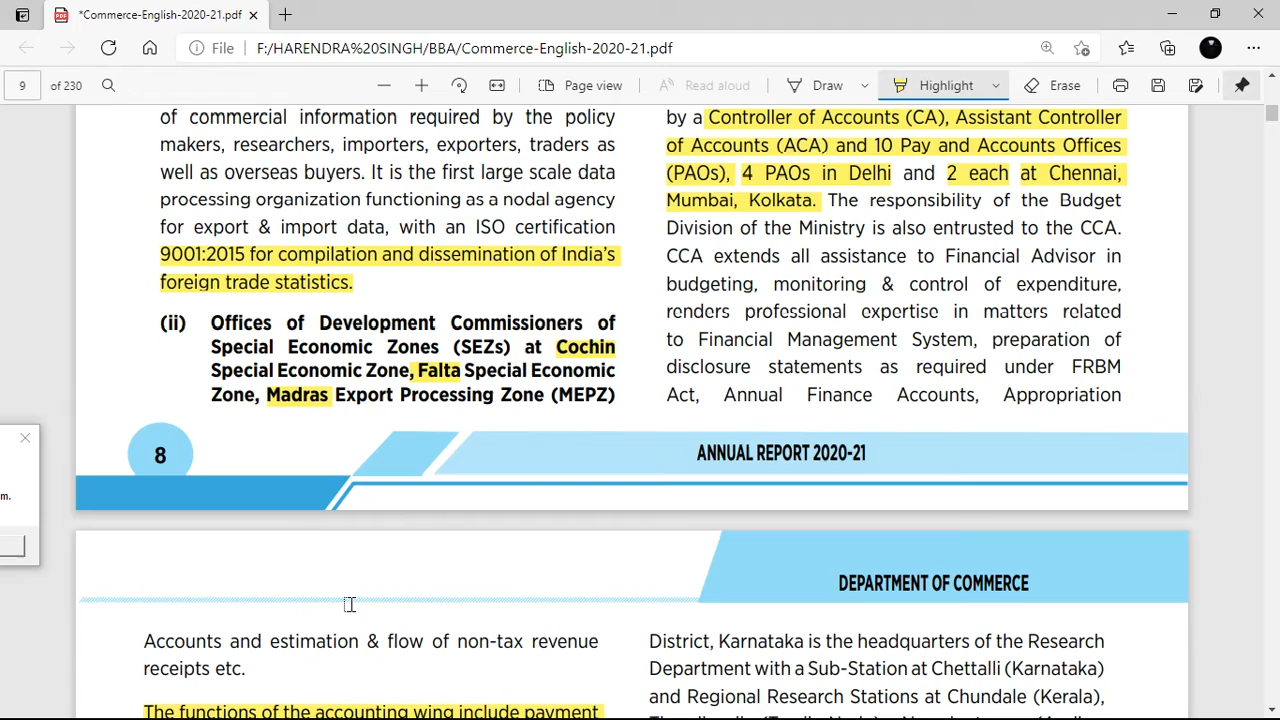 *Commerce-English-2020-21.pdf
File
F:/HARENDRA%20SINGH/BBA/Commerce-English-2020-21.pdf
9 of 230
Page view
Read aloud
Draw
Highlight
Erase
of commercial information required by the policy
makers, researchers, importers, exporters, traders as
well as overseas buyers. It is the first large scale data
processing organization functioning as a nodal agency
for export & import data, with an ISO certification
9001:2015 for compilation and dissemination of India's
foreign trade statistics.
(ii) Offices of Development Commissioners of
Special Economic Zones (SEZs) at Cochin
Special Economic Zone, Falta Special Economic
Zone, Madras Export Processing Zone (MEPZ)
by a Controller of Accounts (CA), Assistant Controller
of Accounts (ACA) and 10 Pay and Accounts Offices
(PAOs), 4 PAOs in Delhi and 2 each at Chennai,
Mumbai, Kolkata. The responsibility of the Budget
Division of the Ministry is also entrusted to the CCA.
CCA extends all assistance to Financial Advisor in
budgeting, monitoring & control of expenditure,
renders professional expertise in matters related
to Financial Management System, preparation of
disclosure statements as required under FRBM
Act, Annual Finance Accounts, Appropriation
8
ANNUAL REPORT 2020-21
m.
DEPARTMENT OF COMMERCE
Accounts and estimation & flow of non-tax revenue
receipts etc.
The functions of the accounting wing include payment
District, Karnataka is the headquarters of the Research
Department with a Sub-Station at Chettalli (Karnataka)
and Regional Research Stations at Chundale (Kerala),